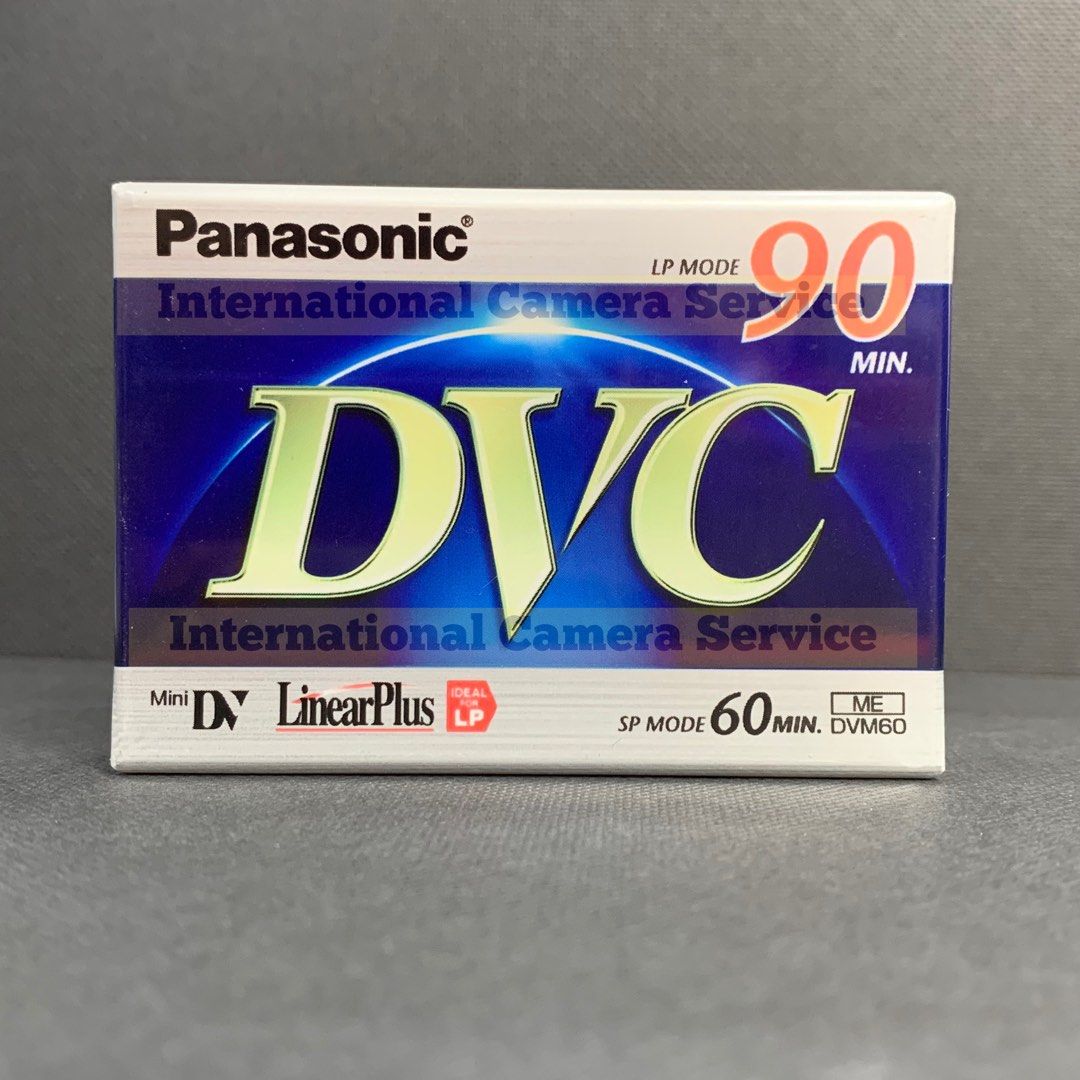 Panasonic®
LP MODE 90
International Camera Service
MIN.
DVC
International Camera Service
Mini DV LinearPlus IDEAL FOR LP
SP MODE 60 MIN. ME DVM60